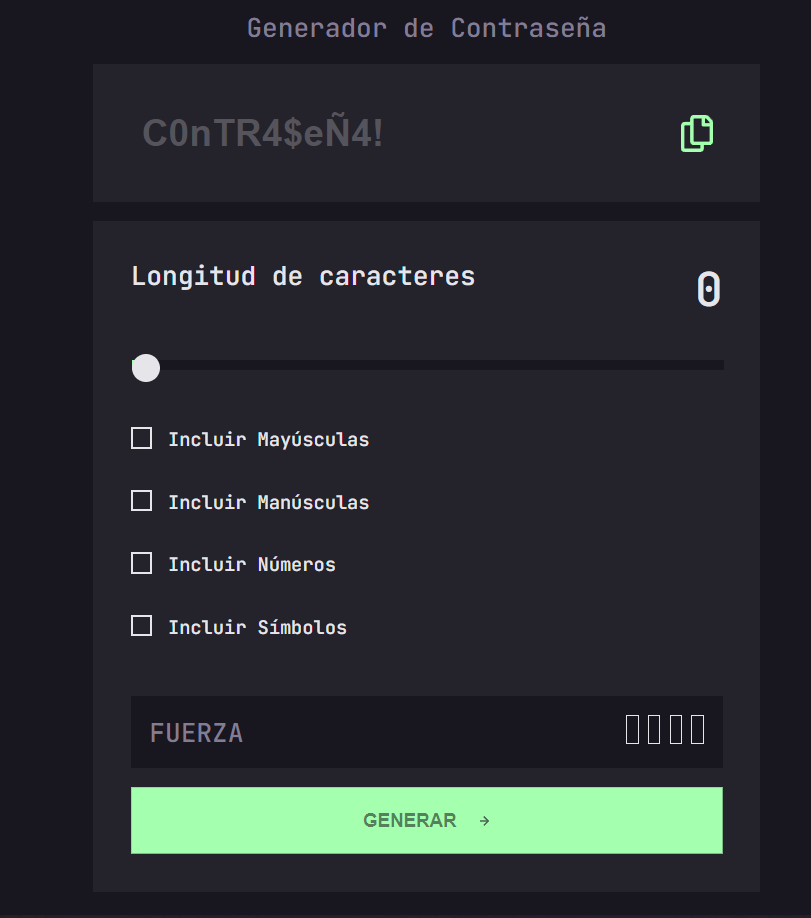 Generador de Contraseña
C0nTR4$eÑ4!
Longitud de caracteres
0
Incluir Mayúsculas
Incluir Manúsculas
Incluir Números
Incluir Símbolos
FUERZA
GENERAR →